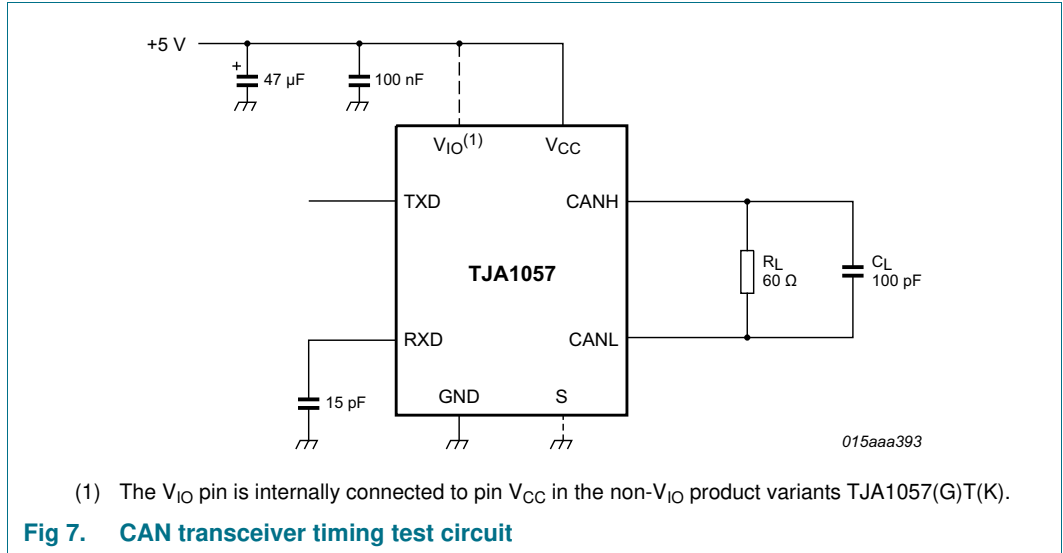 +5 V
+
47 µF
100 nF
VIO(1)
VCC
TXD
CANH
TJA1057
RL
60 Ω
CL
100 pF
RXD
CANL
15 pF
GND
S
015aaa393
(1) The VIO pin is internally connected to pin VCC in the non-VIO product variants TJA1057(G)T(K).
Fig 7. CAN transceiver timing test circuit